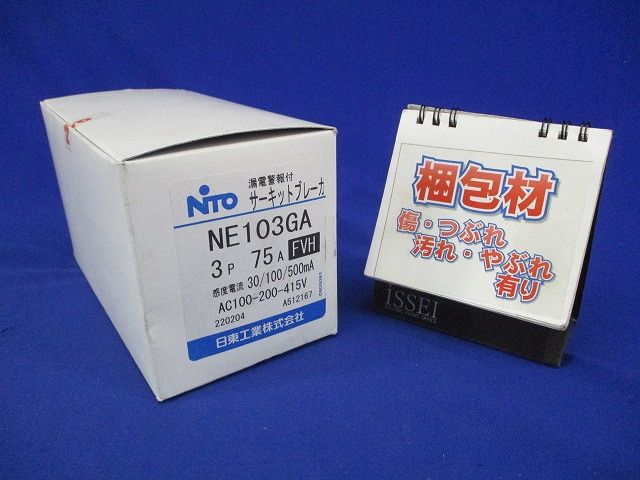 NITO
漏電警報付
サーキットブレーカ
NE103GA
3P 75A FVH
感度電流 30/100/500mA
AC100-200-415V
220204 A512167
日東工業株式会社
梱包材
傷・つぶれ
汚れ・やぶれ
有り
iSSEI